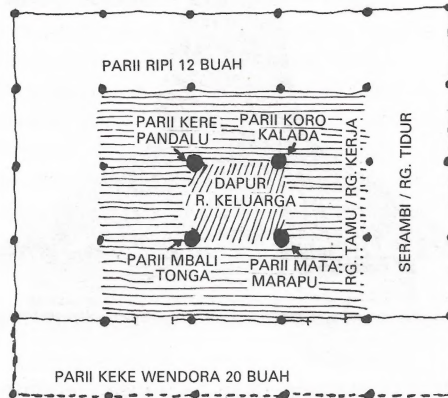 PARII RIPI 12 BUAH
PARII KERE
PANDALU
PARII KORO
KALADA
DAPUR
R. KELUARGA
PARII MBALI
TONGA
PARII MATA
MARAPU
RG. TAMU / RG. KERJA
SERAMBI / RG. TIDUR
PARII KEKE WENDORA 20 BUAH